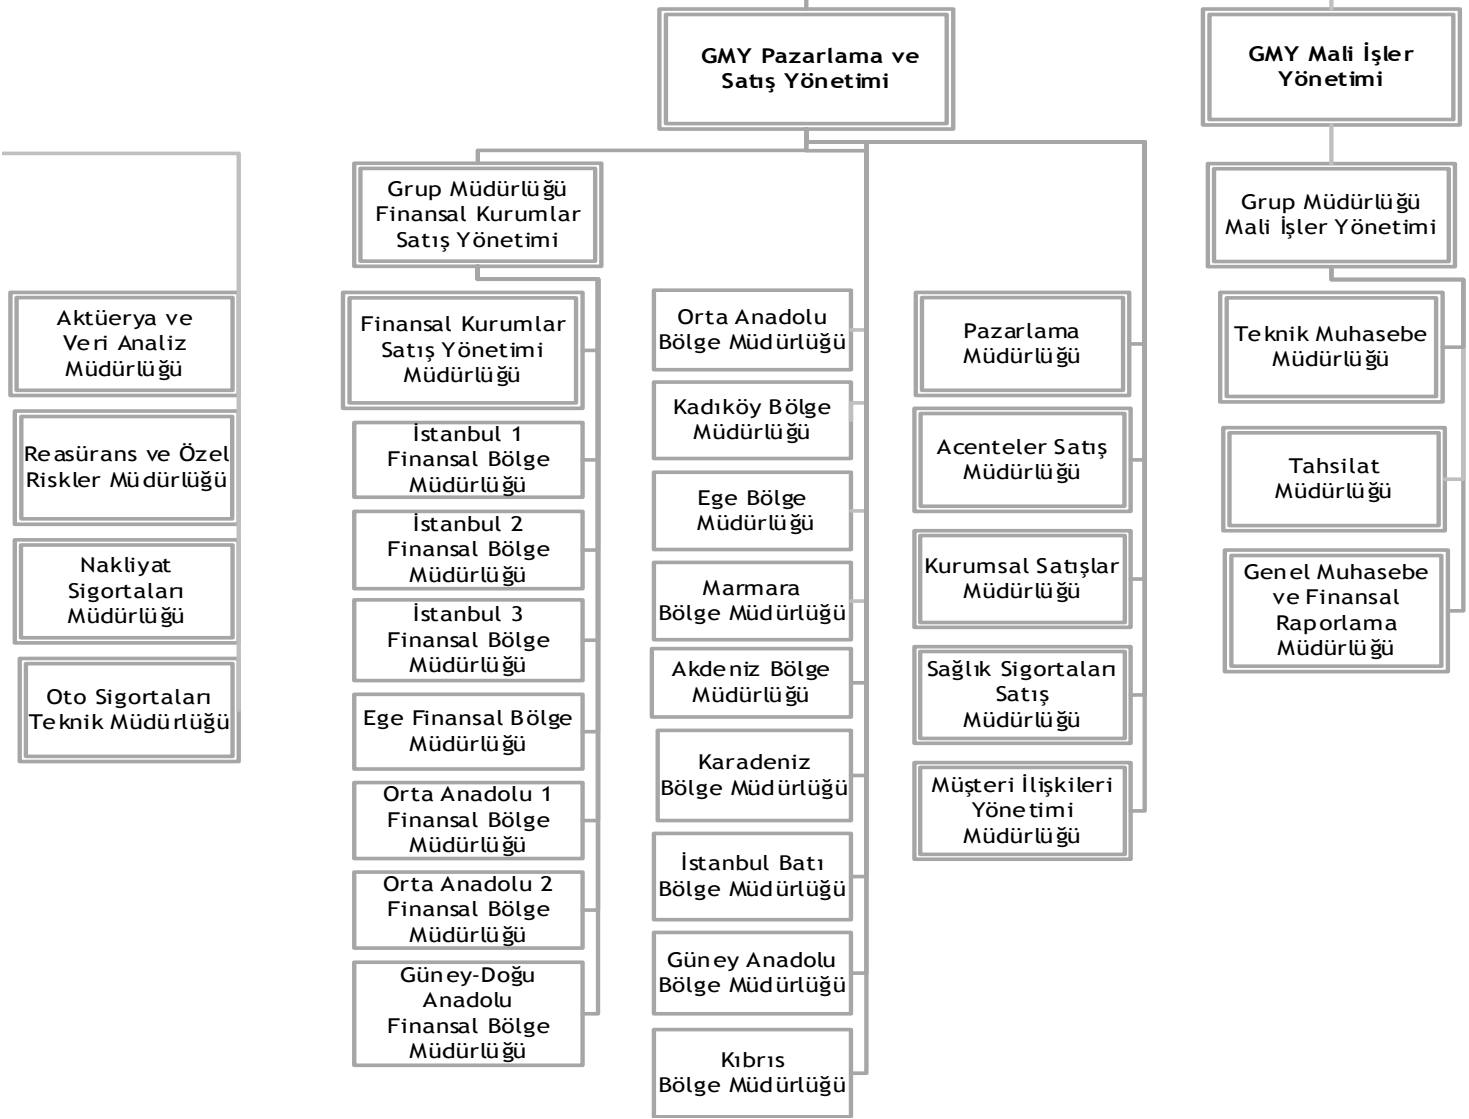 GMY Pazarlama ve
Satış Yönetimi
GMY Mali İşler
Yönetimi
Grup Müdürlüğü
Finansal Kurumlar
Satış Yönetimi
Grup Müdürlüğü
Mali İşler Yönetimi
Aktüerya ve
Veri Analiz
Müdürlüğü
Reasürans ve Özel
Riskler Müdürlüğü
Nakliyat
Sigortaları
Müdürlüğü
Oto Sigortaları
Teknik Müdürlüğü
Finansal Kurumlar
Satış Yönetimi
Müdürlüğü
İstanbul 1
Finansal Bölge
Müdürlüğü
İstanbul 2
Finansal Bölge
Müdürlüğü
İstanbul 3
Finansal Bölge
Müdürlüğü
Ege Finansal Bölge
Müdürlüğü
Orta Anadolu 1
Finansal Bölge
Müdürlüğü
Orta Anadolu 2
Finansal Bölge
Müdürlüğü
Güney-Doğu
Anadolu
Finansal Bölge
Müdürlüğü
Orta Anadolu
Bölge Müdürlüğü
Kadıköy Bölge
Müdürlüğü
Ege Bölge
Müdürlüğü
Marmara
Bölge Müdürlüğü
Akdeniz Bölge
Müdürlüğü
Karadeniz
Bölge Müdürlüğü
İstanbul Batı
Bölge Müdürlüğü
Güney Anadolu
Bölge Müdürlüğü
Kıbrıs
Bölge Müdürlüğü
Pazarlama
Müdürlüğü
Acenteler Satış
Müdürlüğü
Kurumsal Satışlar
Müdürlüğü
Sağlık Sigortaları
Satış
Müdürlüğü
Müşteri İlişkileri
Yönetimi
Müdürlüğü
Teknik Muhasebe
Müdürlüğü
Tahsilat
Müdürlüğü
Genel Muhasebe
ve Finansal
Raporlama
Müdürlüğü